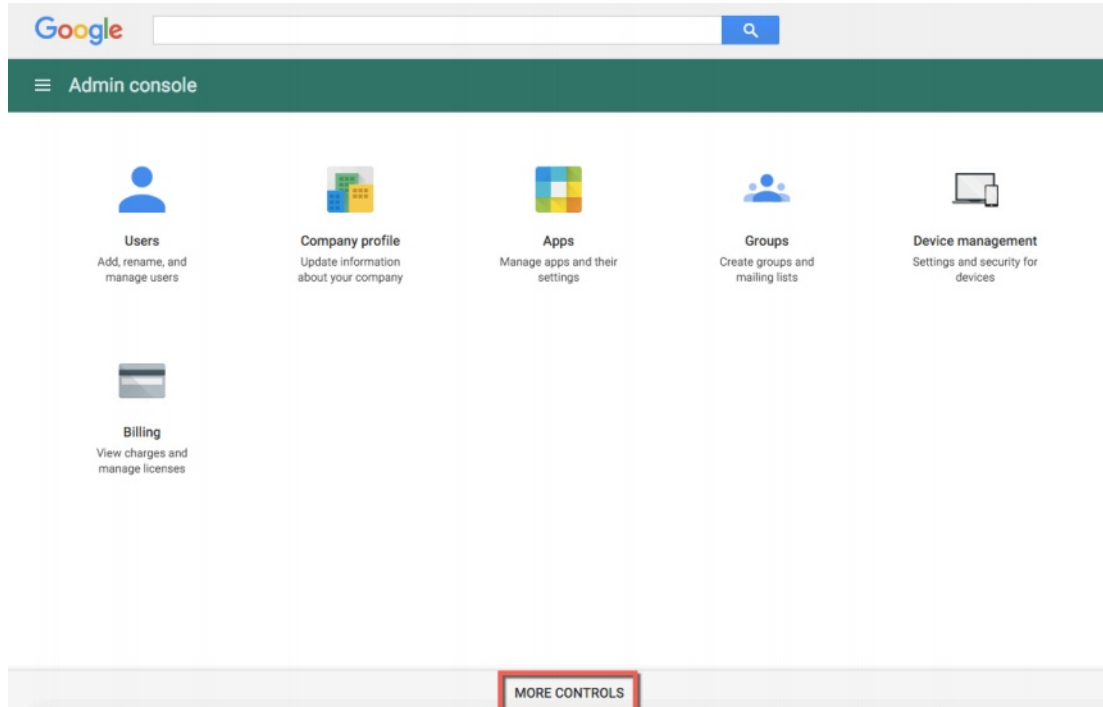 Google
Admin console
Users
Add, rename, and
manage users
Company profile
Update information
about your company
Apps
Manage apps and their
settings
Groups
Create groups and
mailing lists
Device management
Settings and security for
devices
Billing
View charges and
manage licenses
MORE CONTROLS